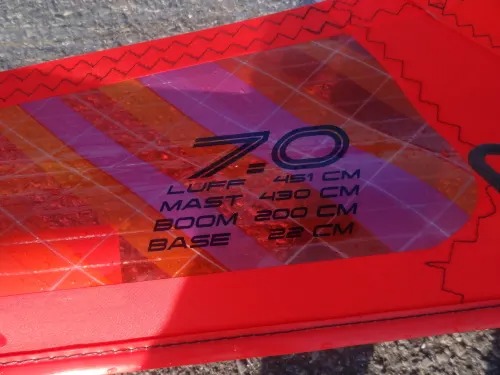 7.0
LUFF 451 CM
MAST 430 CM
BOOM 200 CM
BASE 22 CM